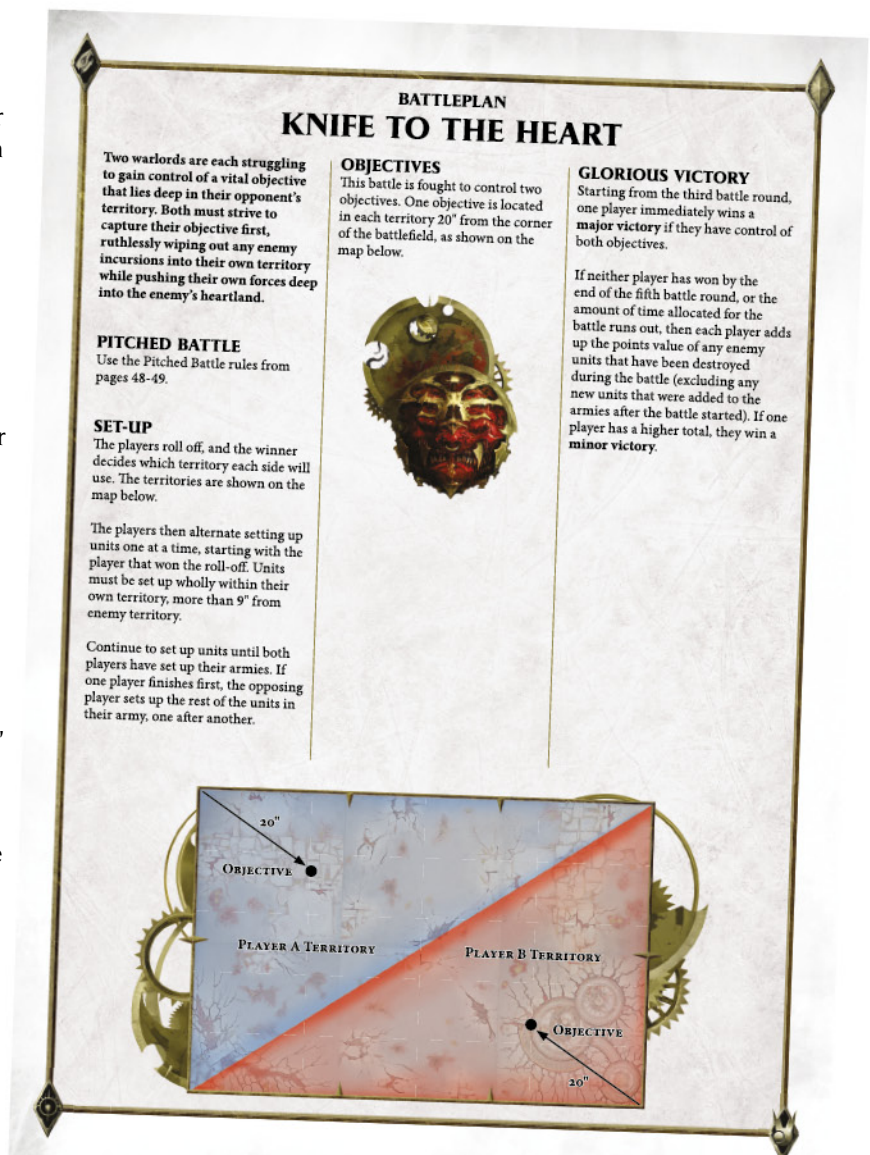 BATTLEPLAN
KNIFE TO THE HEART
Two warlords are each struggling
to gain control of a vital objective
that lies deep in their opponent's
territory. Both must strive to
capture their objective first,
ruthlessly wiping out any enemy
incursions into their own territory
while pushing their own forces deep
into the enemy's heartland.
PITCHED BATTLE
Use the Pitched Battle rules from
pages 48-49.
SET-UP
The players roll off, and the winner
decides which territory each side will
use. The territories are shown on the
map below.
The players then alternate setting up
units one at a time, starting with the
player that won the roll-off. Units
must be set up wholly within their
own territory, more than 9" from
enemy territory.
Continue to set up units until both
players have set up their armies. If
one player finishes first, the opposing
player sets up the rest of the units in
their army, one after another.
OBJECTIVES
This battle is fought to control two
objectives. One objective is located
in each territory 20" from the corner
of the battlefield, as shown on the
map below.
GLORIOUS VICTORY
Starting from the third battle round,
one player immediately wins a
major victory if they have control of
both objectives.
If neither player has won by the
end of the fifth battle round, or the
amount of time allocated for the
battle runs out, then each player adds
up the points value of any enemy
units that have been destroyed
during the battle (excluding any
new units that were added to the
armies after the battle started). If one
player has a higher total, they win a
minor victory.
20"
OBJECTIVE
PLAYER A TERRITORY
PLAYER B TERRITORY
OBJECTIVE
20"